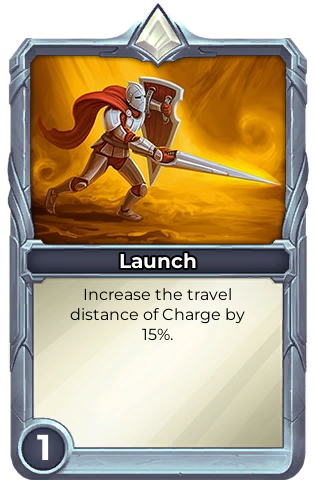 Launch
Increase the travel
distance of Charge by
15%.
1